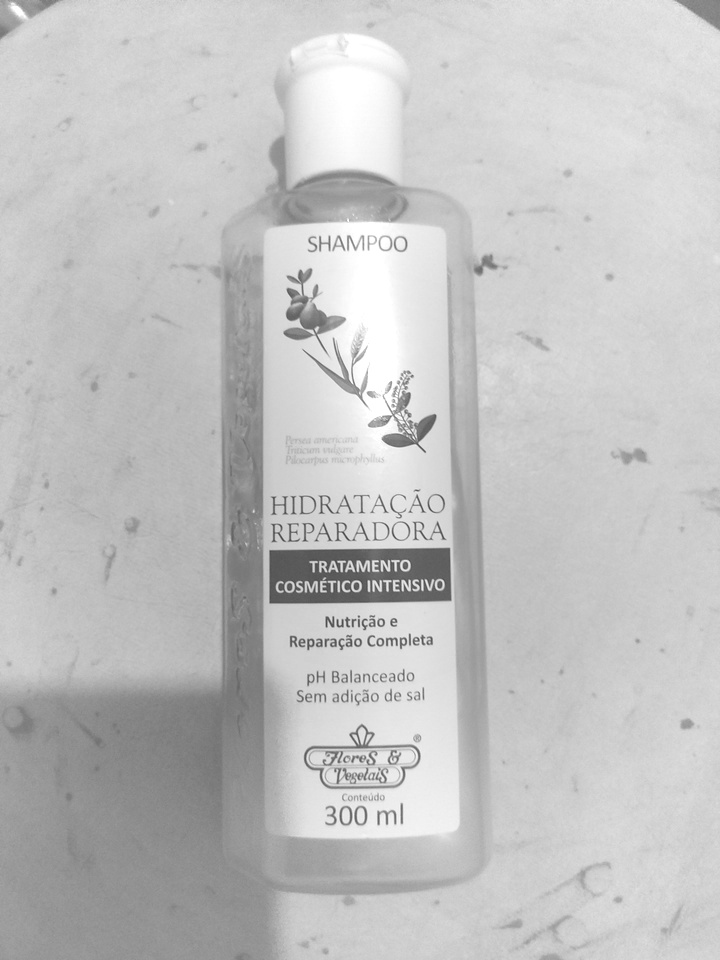 SHAMPOO
Persea americana
Triticum vulgare
Pilocarpus microphyllus
HIDRATAÇÃO
REPARADORA
TRATAMENTO
COSMÉTICO INTENSIVO
Nutrição e
Reparação Completa
pH Balanceado
Sem adição de sal
Flores &
Vegetais
®
Conteúdo
300 ml